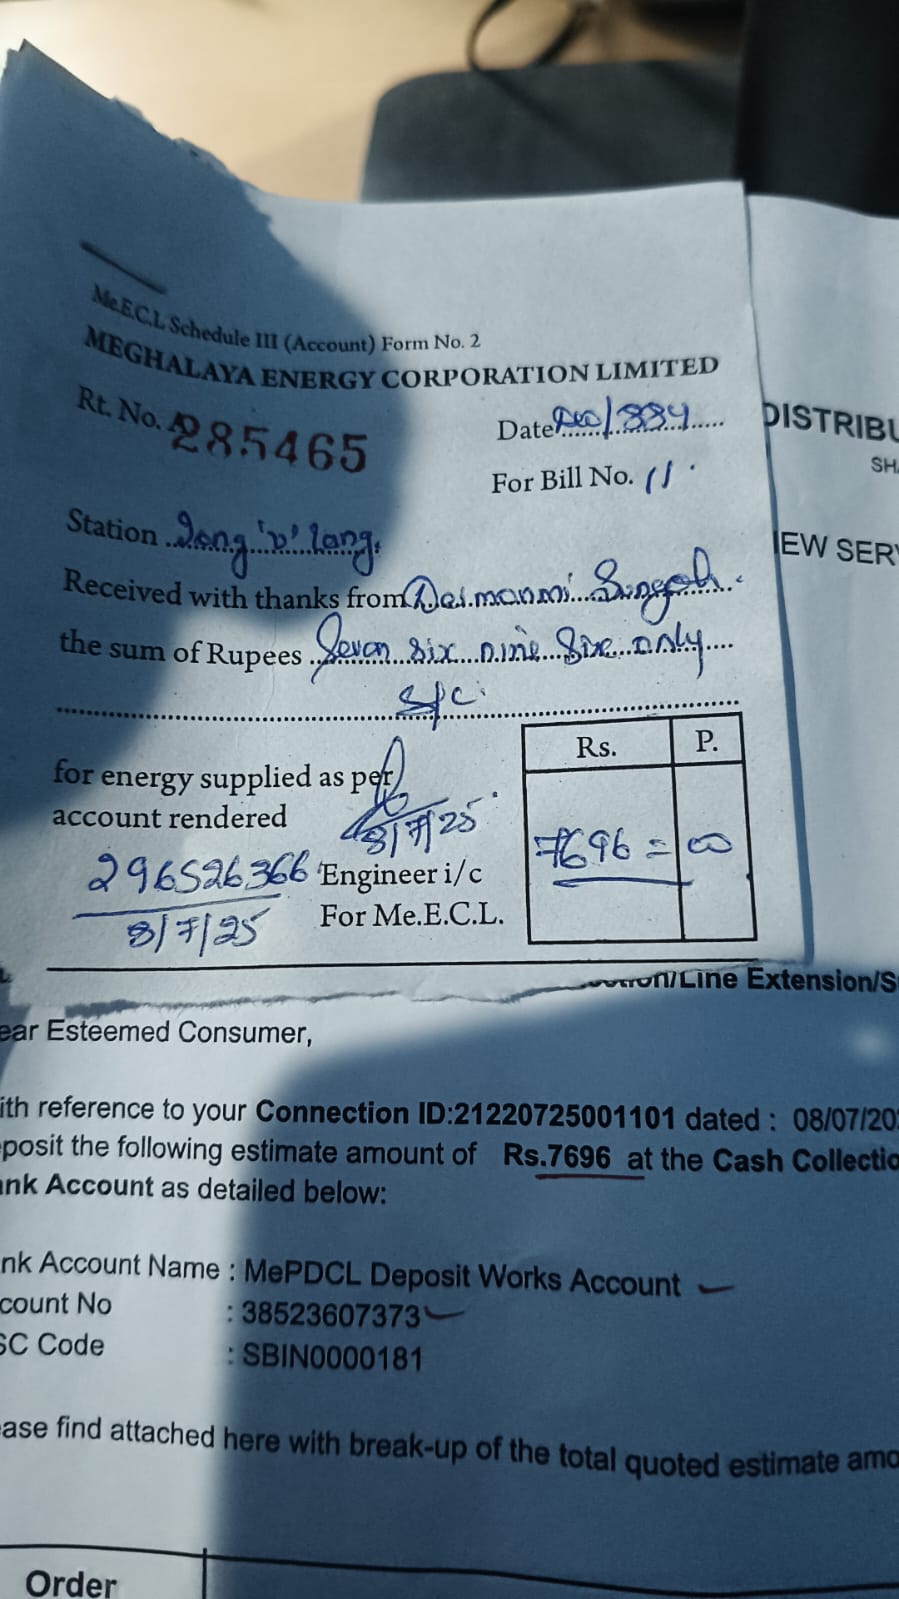 Me.E.C.L Schedule III (Account) Form No. 2
MEGHALAYA ENERGY CORPORATION LIMITED
Rt. No. 285465
Date
For Bill No. 11
Station
Received with thanks from
the sum of Rupees Seven six nine six only
for energy supplied as per
account rendered
8/7/25
296526366
8/7/25
Engineer i/c
For Me.E.C.L.
Rs. P.
7696 = 00
DISTRIBU
SH
EW SER
/Line Extension/S
ear Esteemed Consumer,
ith reference to your Connection ID:21220725001101 dated : 08/07/20
posit the following estimate amount of Rs.7696 at the Cash Collectio
nk Account as detailed below:
nk Account Name : MePDCL Deposit Works Account
count No : 38523607373
SC Code : SBIN0000181
ase find attached here with break-up of the total quoted estimate amo
Order